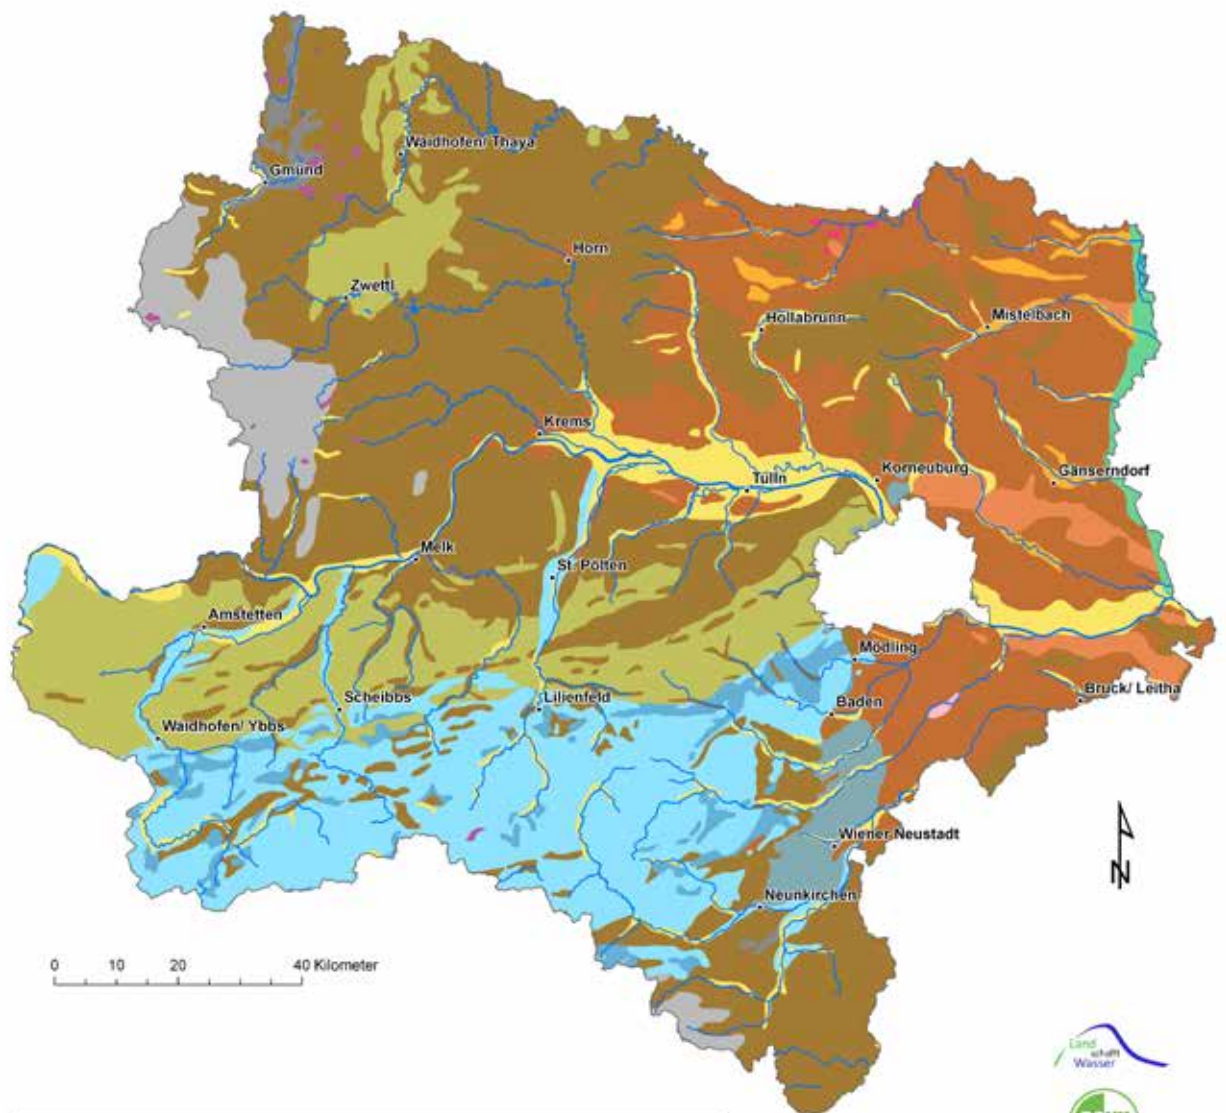 Waidhofen/ Thaya
Gmünd
Horn
Zwettl
Hollabrunn
Mistelbach
Krems
Korneuburg
Gänserndorf
Tulln
Melk
St. Pölten
Amstetten
Mödling
Scheibbs
Lilienfeld
Baden
Bruck/ Leitha
Waidhofen/ Ybbs
Wiener Neustadt
N
Neunkirchen
0 10 20 40 Kilometer
Land
schafft
Wasser